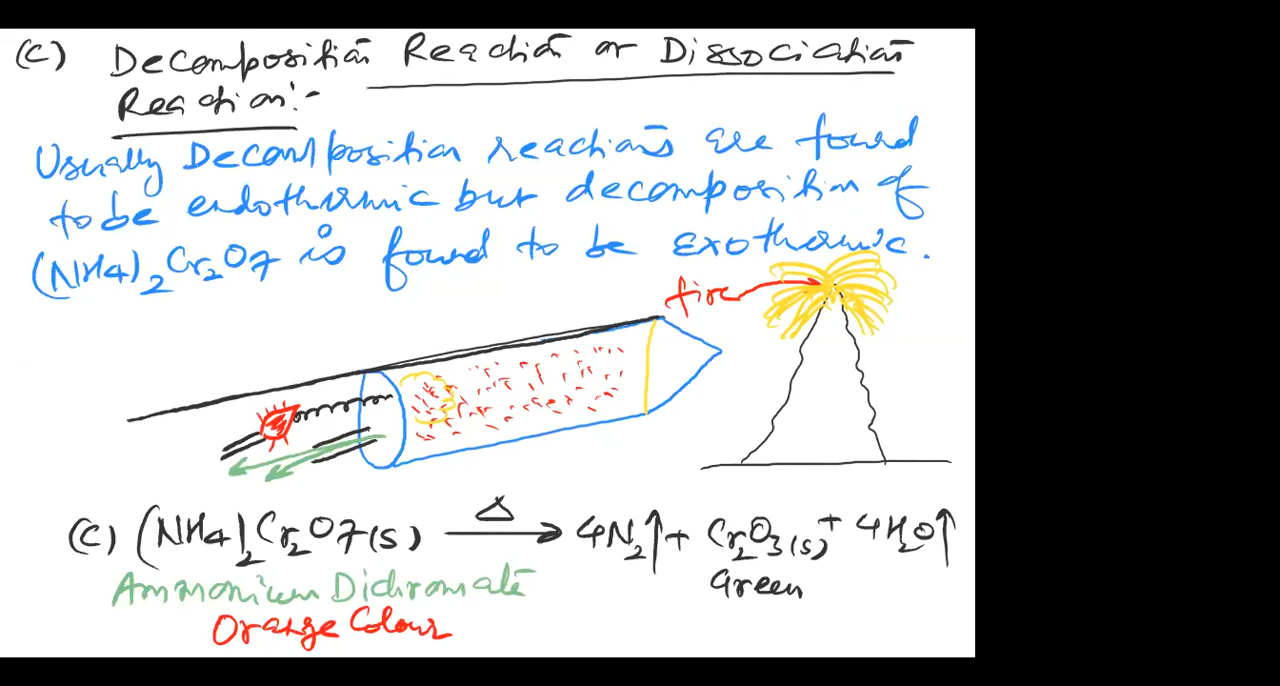 (C) Decomposition Reaction or Dissociation
Reaction:-
Usually Decomposition reactions are found
to be endothermic but decomposition of
(NH4)2Cr2O7 is found to be exothermic.
fire
(C) (NH4)2Cr2O7(s) Δ→ 4N2↑ + Cr2O3(s) + 4H2O↑
Ammonium Dichromate Green
Orange Colour